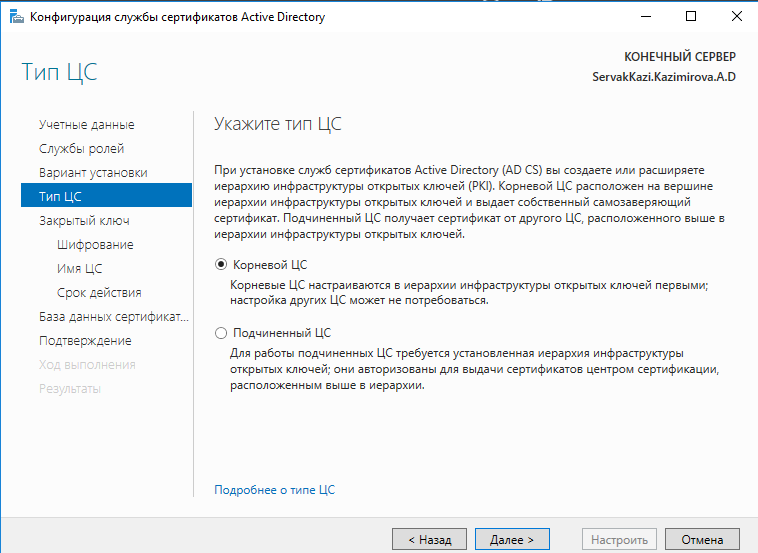 Конфигурация службы сертификатов Active Directory
Тип ЦС
КОНЕЧНЫЙ СЕРВЕР
ServakKazi.Kazimirova.A.D
Учетные данные
Службы ролей
Вариант установки
Тип ЦС
Закрытый ключ
Шифрование
Имя ЦС
Срок действия
База данных сертификат...
Подтверждение
Ход выполнения
Результаты
Укажите тип ЦС
При установке служб сертификатов Active Directory (AD CS) вы создаете или расширяете
иерархию инфраструктуры открытых ключей (PKI). Корневой ЦС расположен на вершине
иерархии инфраструктуры открытых ключей и выдает собственный самозаверяющий
сертификат. Подчиненный ЦС получает сертификат от другого ЦС, расположенного выше в
иерархии инфраструктуры открытых ключей.
Корневой ЦС
Корневые ЦС настраиваются в иерархии инфраструктуры открытых ключей первыми;
настройка других ЦС может не потребоваться.
Подчиненный ЦС
Для работы подчиненных ЦС требуется установленная иерархия инфраструктуры
открытых ключей; они авторизованы для выдачи сертификатов центром сертификации,
расположенным выше в иерархии.
Подробнее о типе ЦС
< Назад
Далее >
Настроить
Отмена